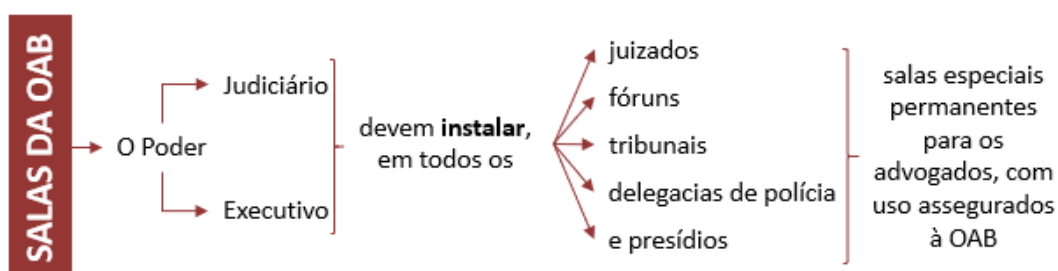 SALAS DA OAB
O Poder
Judiciário
Executivo
devem instalar,
em todos os
juizados
fóruns
tribunais
delegacias de polícia
e presídios
salas especiais
permanentes
para os
advogados, com
uso assegurados
à OAB